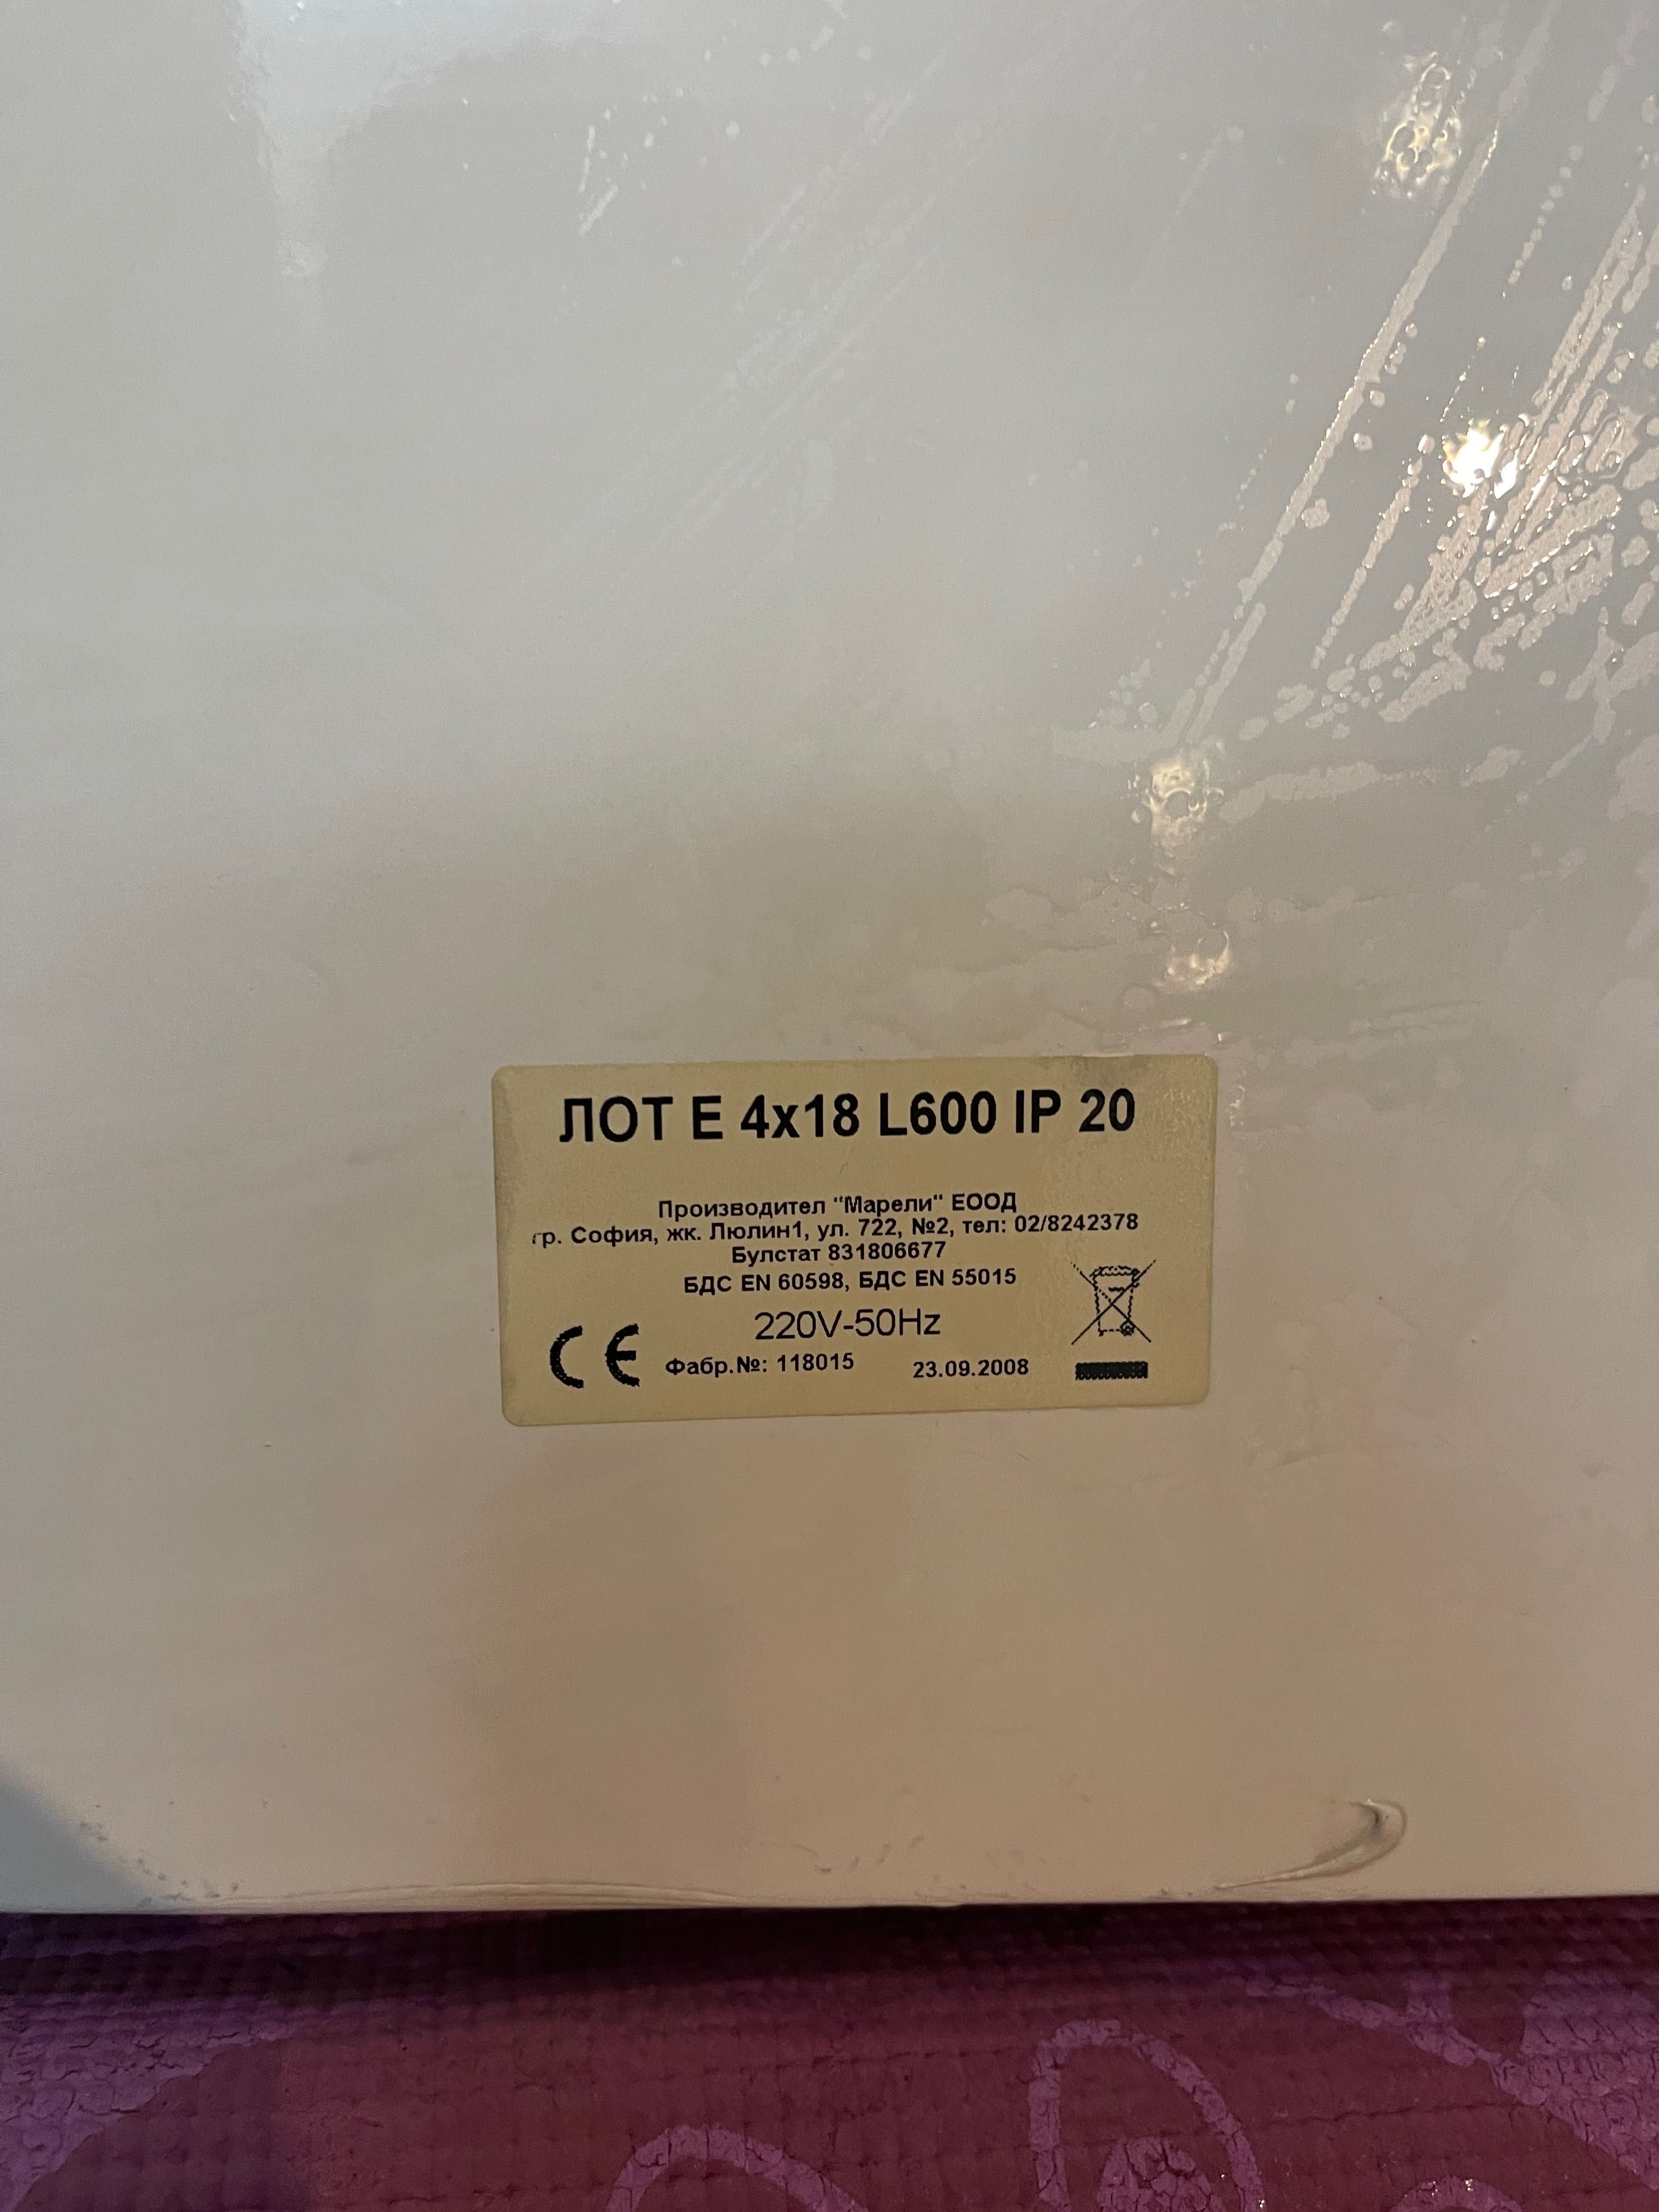 ЛОТ Е 4x18 L600 IP 20
Производител "Марели" ЕООД
гр. София, жк. Люлин1, ул. 722, №2, тел: 02/8242378
Булстат 831806677
БДС EN 60598, БДС EN 55015
220V-50Hz
CE
Фабр.№: 118015 23.09.2008